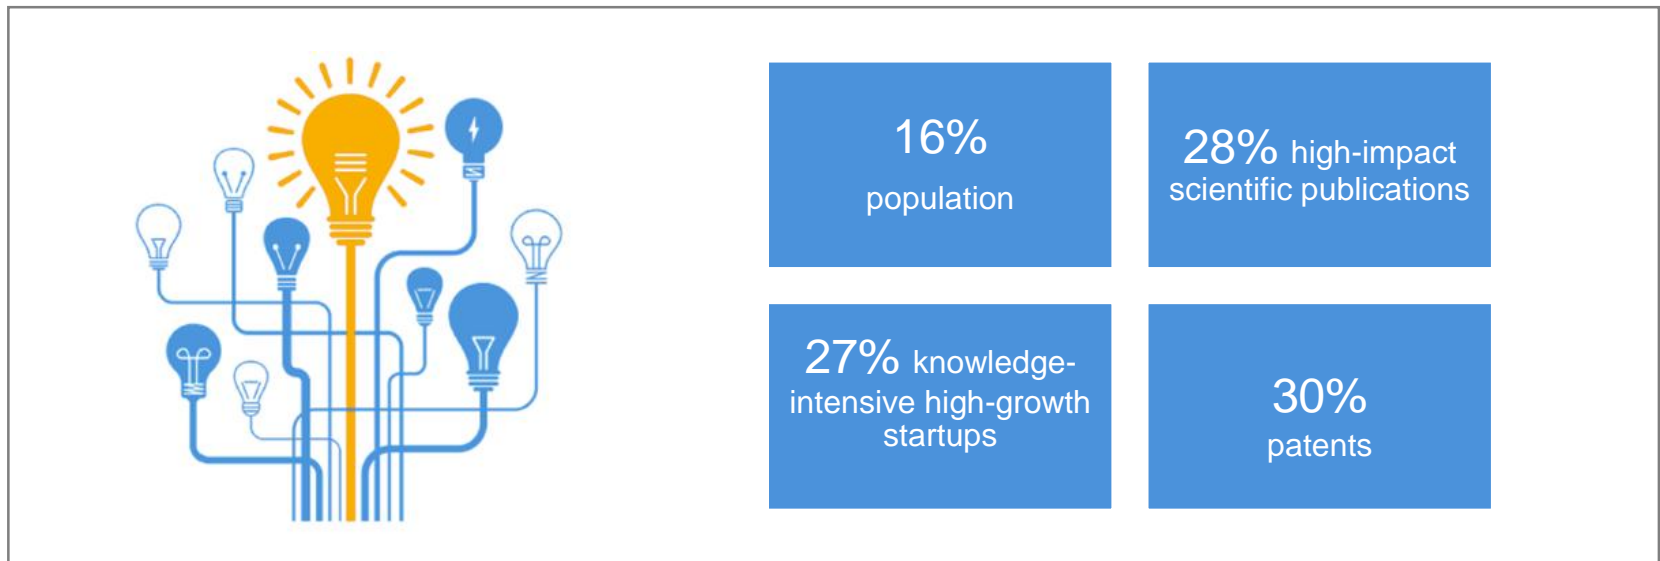 16%
population
28% high-impact
scientific publications
27% knowledge-
intensive high-growth
startups
30%
patents